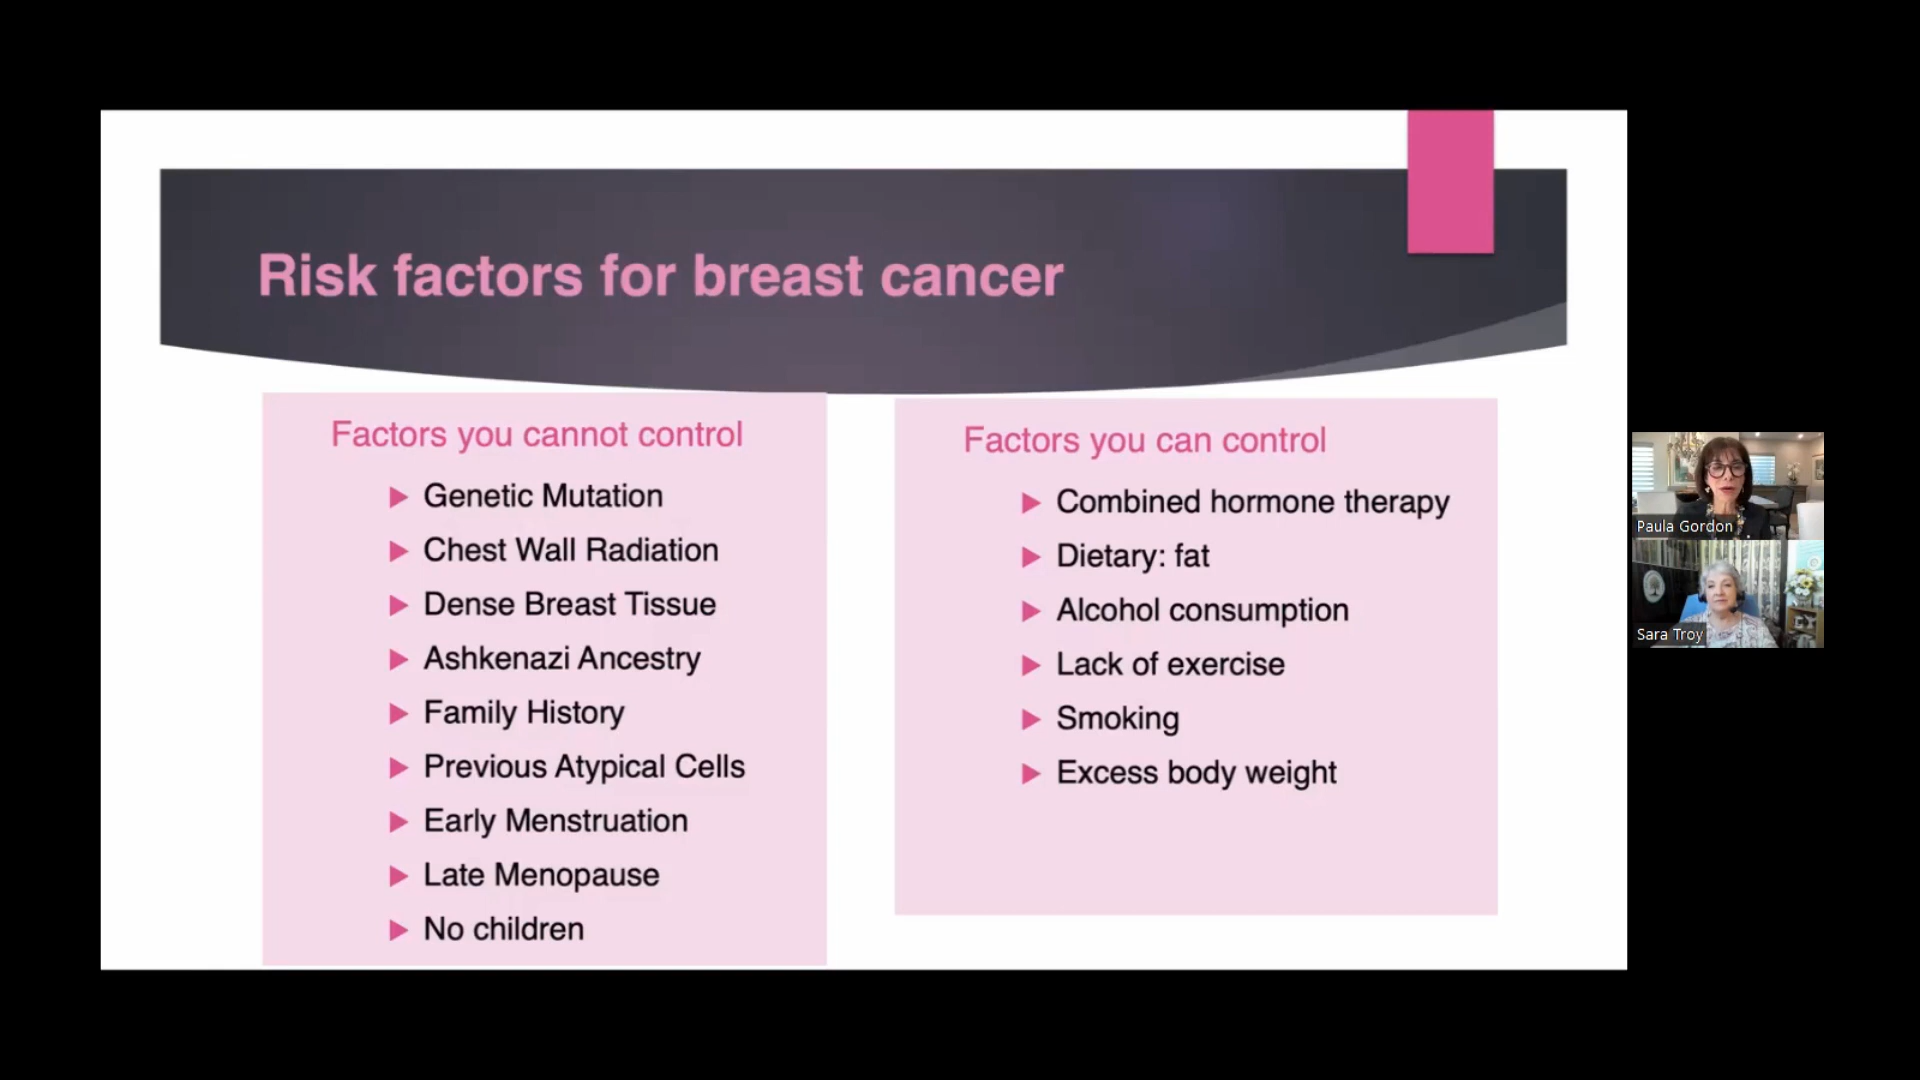 Risk factors for breast cancer
Factors you cannot control
Genetic Mutation
Chest Wall Radiation
Dense Breast Tissue
Ashkenazi Ancestry
Family History
Previous Atypical Cells
Early Menstruation
Late Menopause
No children
Factors you can control
Combined hormone therapy
Dietary: fat
Alcohol consumption
Lack of exercise
Smoking
Excess body weight
Paula Gordon
Sara Troy